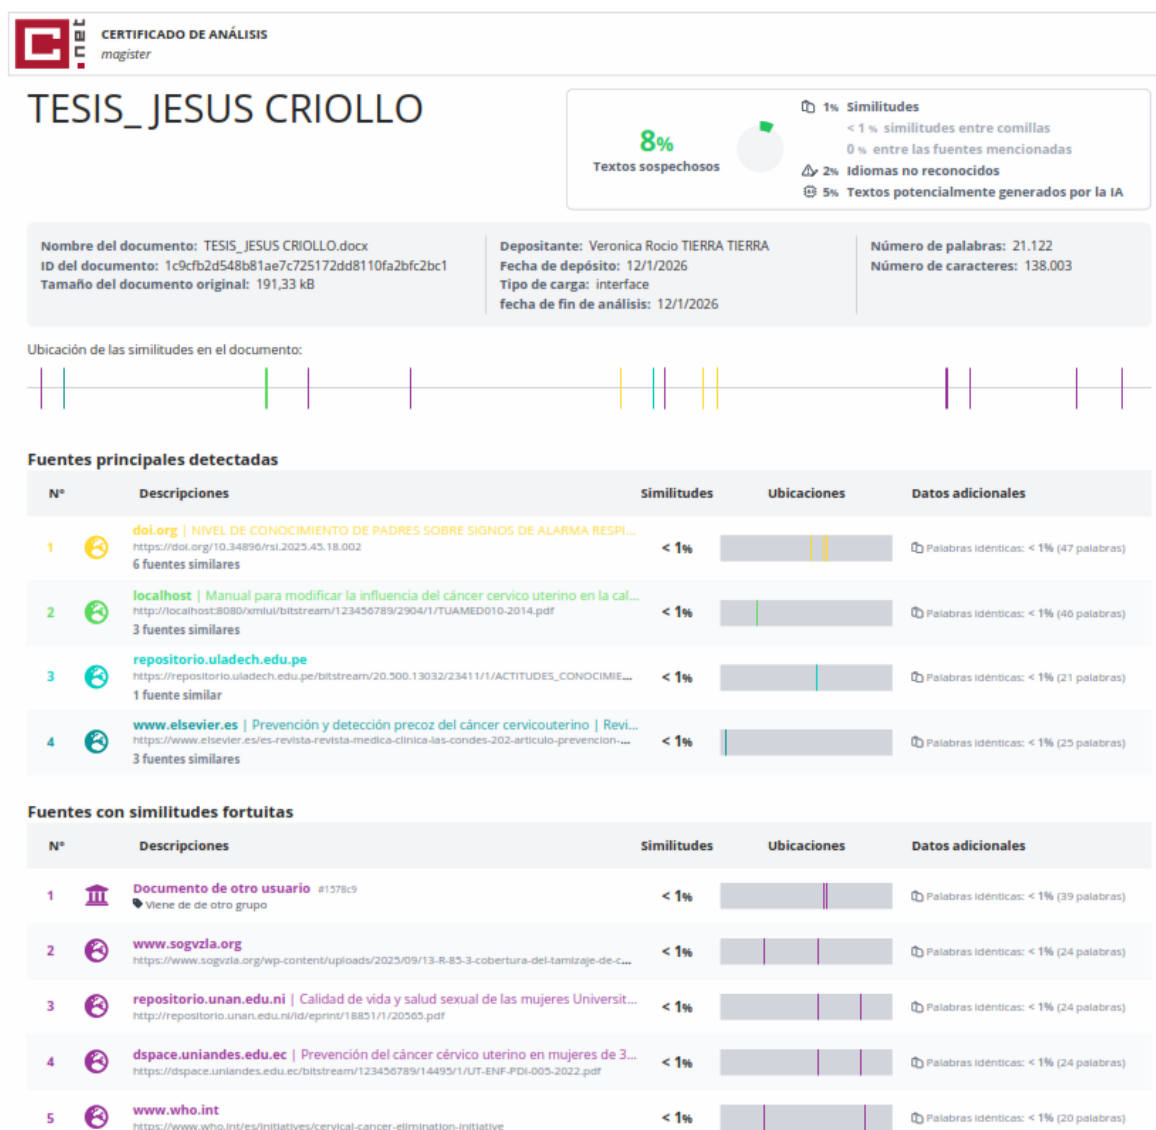 .net
CERTIFICADO DE ANÁLISIS
magister
TESIS_ JESUS CRIOLLO
8%
Textos sospechosos
1% Similitudes
< 1 % similitudes entre comillas
0 % entre las fuentes mencionadas
2% Idiomas no reconocidos
5% Textos potencialmente generados por la IA
Nombre del documento: TESIS_ JESUS CRIOLLO.docx
ID del documento: 1c9cfb2d548b81ae7c725172dd8110fa2bfc2bc1
Tamaño del documento original: 191,33 kB
Depositante: Veronica Rocio TIERRA TIERRA
Fecha de depósito: 12/1/2026
Tipo de carga: interface
fecha de fin de análisis: 12/1/2026
Número de palabras: 21.122
Número de caracteres: 138.003
Ubicación de las similitudes en el documento:
Fuentes principales detectadas
N° Descripciones Similitudes Ubicaciones Datos adicionales
1 doi.org | NIVEL DE CONOCIMIENTO DE PADRES SOBRE SIGNOS DE ALARMA RESPI...
https://doi.org/10.34896/rsi.2025.45.18.002
6 fuentes similares
< 1% Palabras idénticas: < 1% (47 palabras)
2 localhost | Manual para modificar la influencia del cáncer cervico uterino en la cal...
http://localhost:8080/xmlui/bitstream/123456789/2904/1/TUAMED010-2014.pdf
3 fuentes similares
< 1% Palabras idénticas: < 1% (46 palabras)
3 repositorio.uladech.edu.pe
https://repositorio.uladech.edu.pe/bitstream/20.500.13032/23411/1/ACTITUDES_CONOCIMIE...
1 fuente similar
< 1% Palabras idénticas: < 1% (21 palabras)
4 www.elsevier.es | Prevención y detección precoz del cáncer cervicouterino | Revi...
https://www.elsevier.es/es-revista-revista-medica-clinica-las-condes-202-articulo-prevencion-...
3 fuentes similares
< 1% Palabras idénticas: < 1% (25 palabras)
Fuentes con similitudes fortuitas
N° Descripciones Similitudes Ubicaciones Datos adicionales
1 Documento de otro usuario #1578c9
Viene de de otro grupo
< 1% Palabras idénticas: < 1% (39 palabras)
2 www.sogvzla.org
https://www.sogvzla.org/wp-content/uploads/2025/09/13-R-85-3-cobertura-del-tamizaje-de-c...
< 1% Palabras idénticas: < 1% (24 palabras)
3 repositorio.unan.edu.ni | Calidad de vida y salud sexual de las mujeres Universit...
http://repositorio.unan.edu.ni/id/eprint/18851/1/20565.pdf
< 1% Palabras idénticas: < 1% (24 palabras)
4 dspace.uniandes.edu.ec | Prevención del cáncer cérvico uterino en mujeres de 3...
https://dspace.uniandes.edu.ec/bitstream/123456789/14495/1/UT-ENF-PDI-005-2022.pdf
< 1% Palabras idénticas: < 1% (24 palabras)
5 www.who.int
https://www.who.int/es/initiatives/cervical-cancer-elimination-initiative
< 1% Palabras idénticas: < 1% (20 palabras)